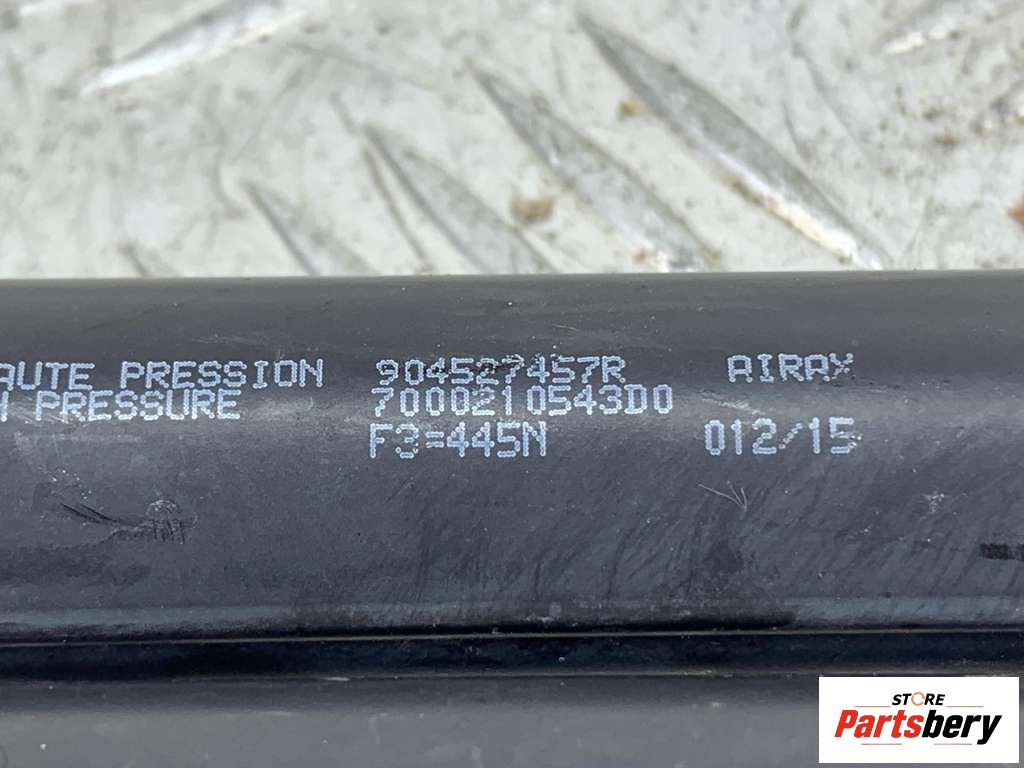 AUTE PRESSION 904527457R AIRAX
H PRESSURE 7000210543D0
F3=445N 012/15
STORE
Partsbery